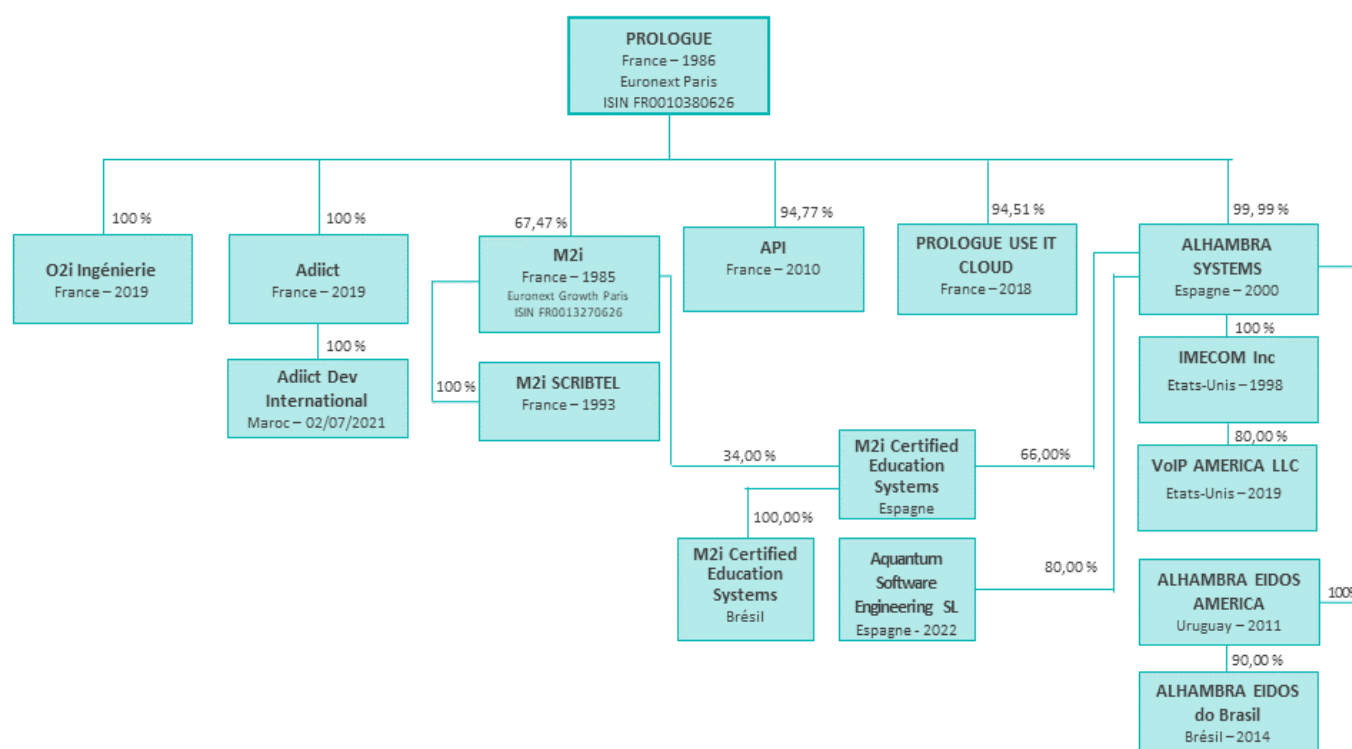 PROLOGUE
France – 1986
Euronext Paris
ISIN FR0010380626
100 %
O2i Ingénierie
France – 2019
100 %
Adiict
France – 2019
100 %
Adiict Dev
International
Maroc – 02/07/2021
67,47 %
M2i
France – 1985
Euronext Growth Paris
ISIN FR0013270626
100 %
M2i SCRIBTEL
France – 1993
94,77 %
API
France – 2010
94,51 %
PROLOGUE USE IT
CLOUD
France – 2018
99, 99 %
ALHAMBRA
SYSTEMS
Espagne – 2000
100 %
IMECOM Inc
Etats-Unis – 1998
80,00 %
VoIP AMERICA LLC
Etats-Unis – 2019
34,00 %
M2i Certified
Education
Systems
Espagne
66,00%
100,00%
M2i Certified
Education
Systems
Brésil
Aquantum
Software
Engineering SL
Espagne - 2022
80,00 %
ALHAMBRA EIDOS
AMERICA
Uruguay – 2011
100%
90,00 %
ALHAMBRA EIDOS
do Brasil
Brésil – 2014